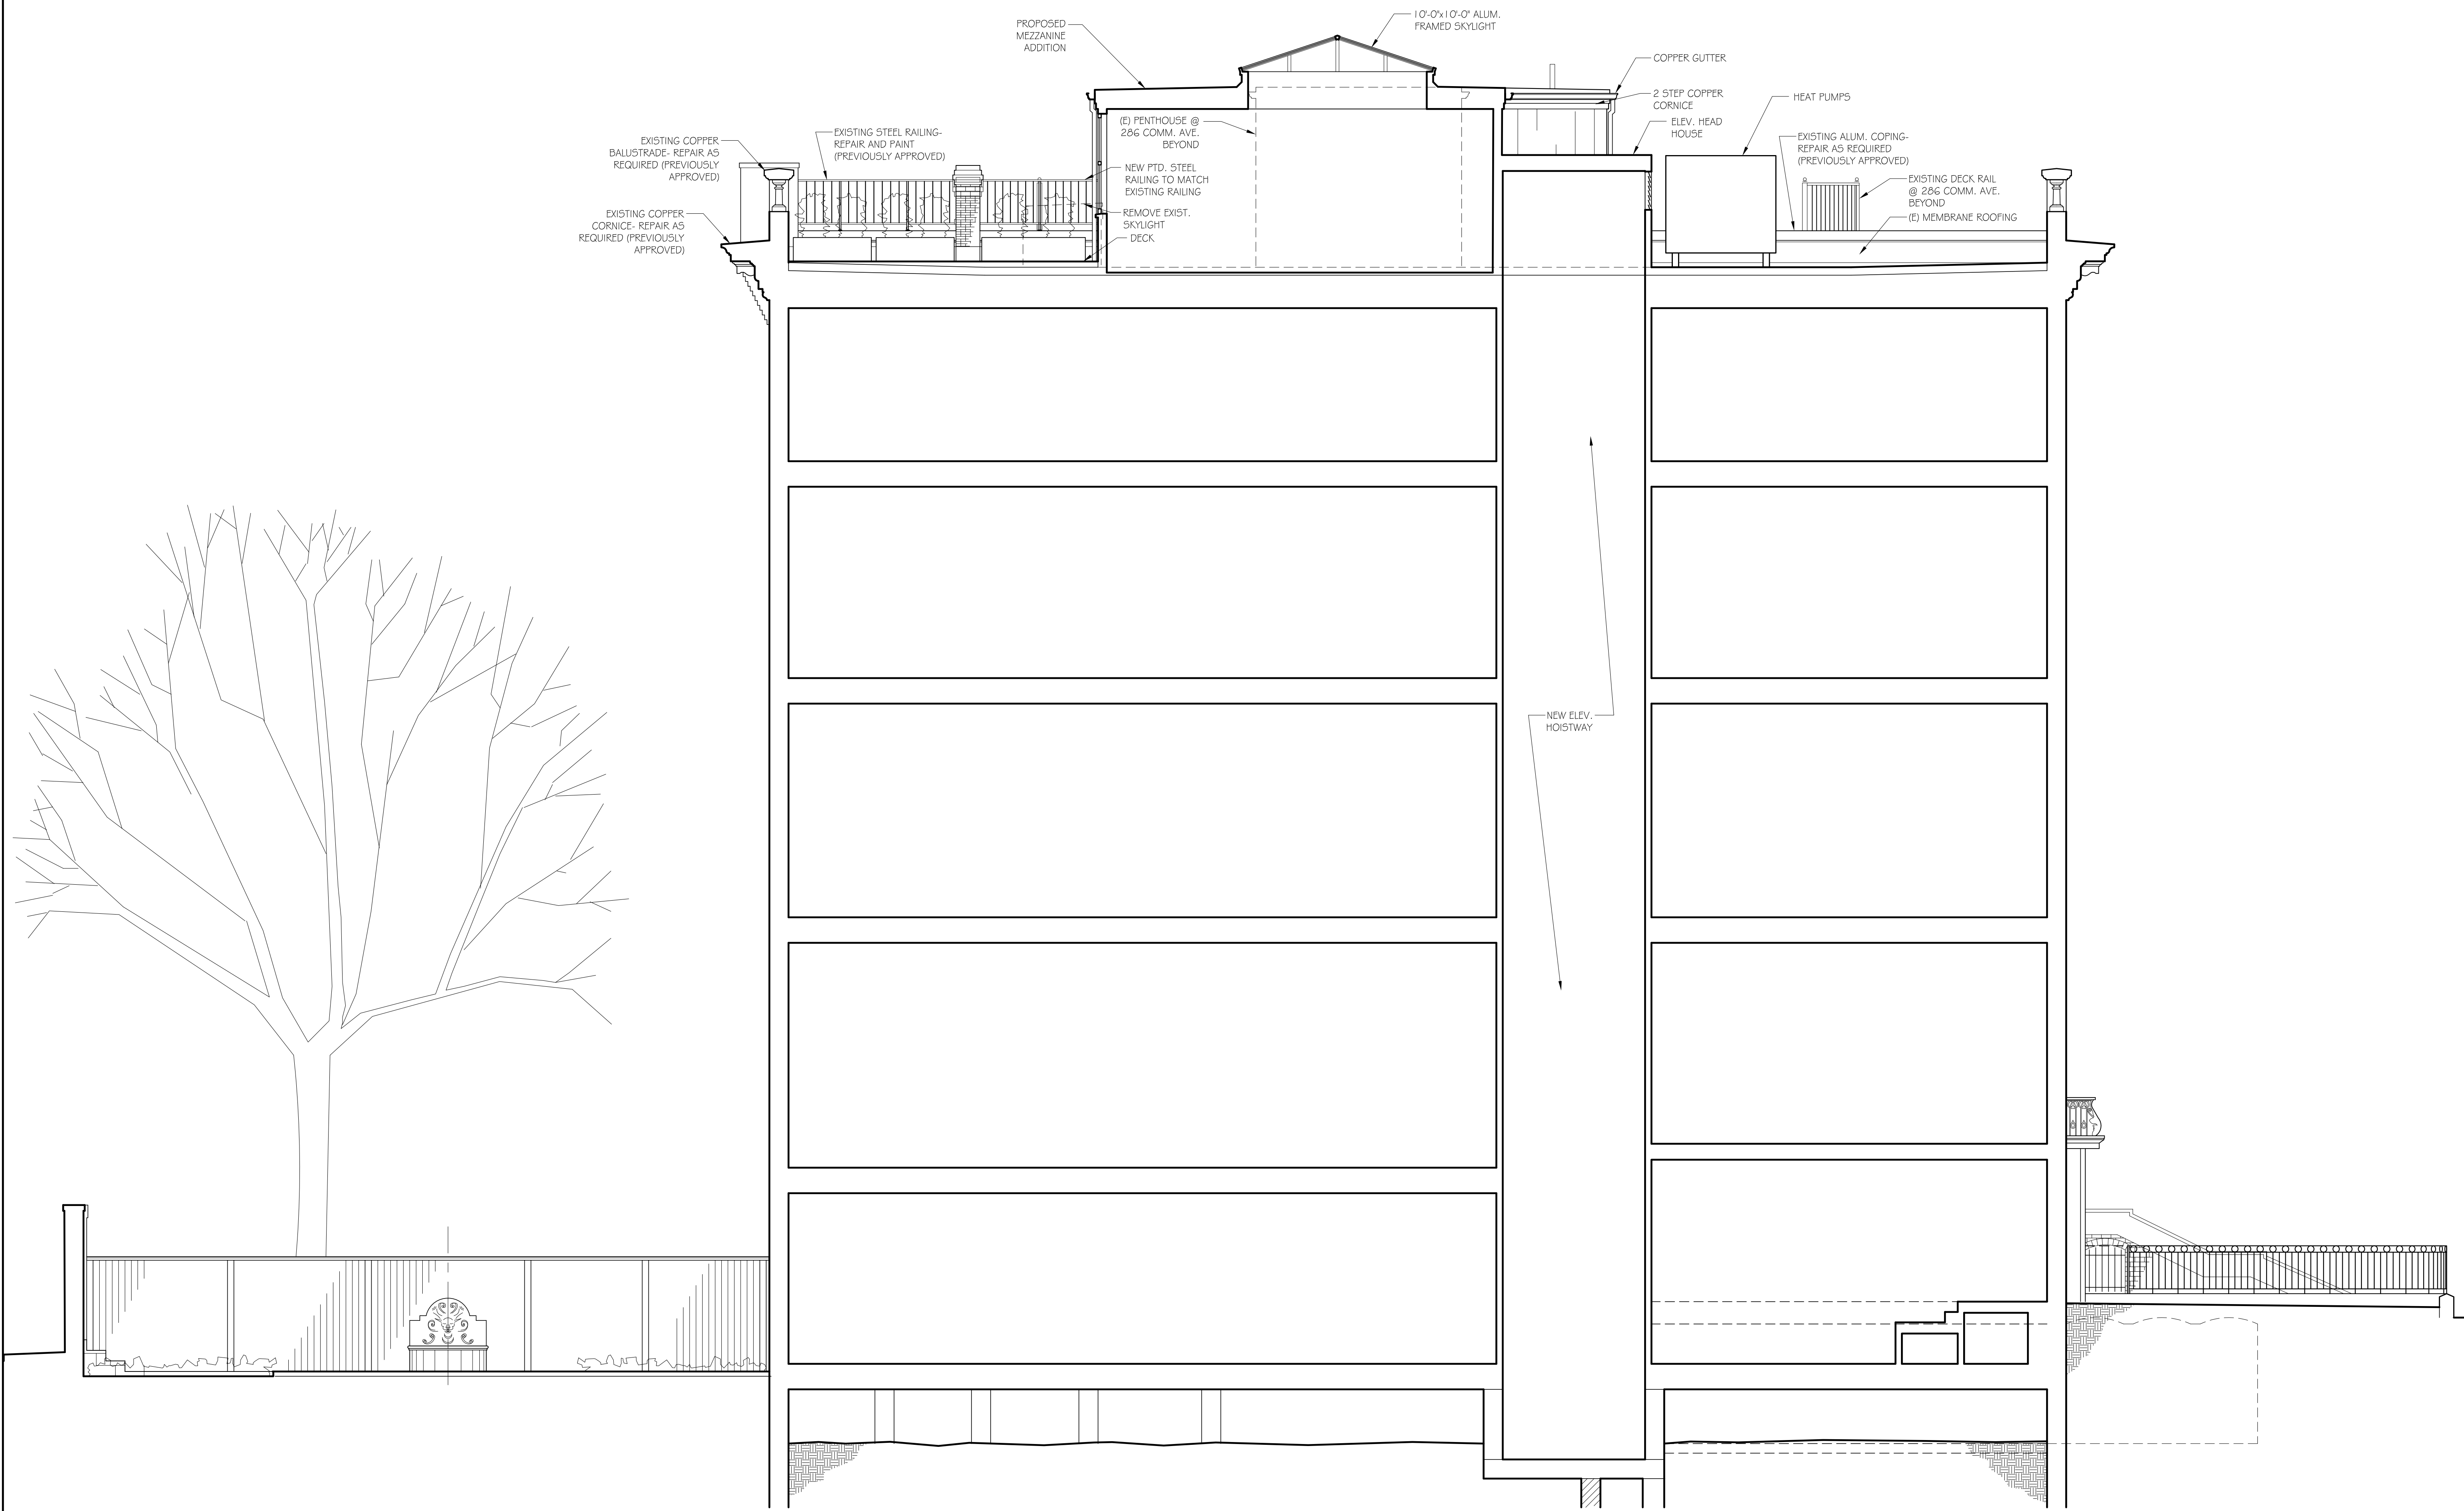 PROPOSED
MEZZANINE
ADDITION
10'-0"x10'-0" ALUM.
FRAMED SKYLIGHT
COPPER GUTTER
2 STEP COPPER
CORNICE
HEAT PUMPS
ELEV. HEAD
HOUSE
(E) PENTHOUSE @
286 COMM. AVE.
BEYOND
EXISTING STEEL RAILING-
REPAIR AND PAINT
(PREVIOUSLY APPROVED)
EXISTING COPPER
BALUSTRADE- REPAIR AS
REQUIRED (PREVIOUSLY
APPROVED)
EXISTING ALUM. COPING-
REPAIR AS REQUIRED
(PREVIOUSLY APPROVED)
NEW PTD. STEEL
RAILING TO MATCH
EXISTING RAILING
EXISTING DECK RAIL
@ 286 COMM. AVE.
BEYOND
EXISTING COPPER
CORNICE- REPAIR AS
REQUIRED (PREVIOUSLY
APPROVED)
REMOVE EXIST.
SKYLIGHT
(E) MEMBRANE ROOFING
DECK
NEW ELEV.
HOISTWAY